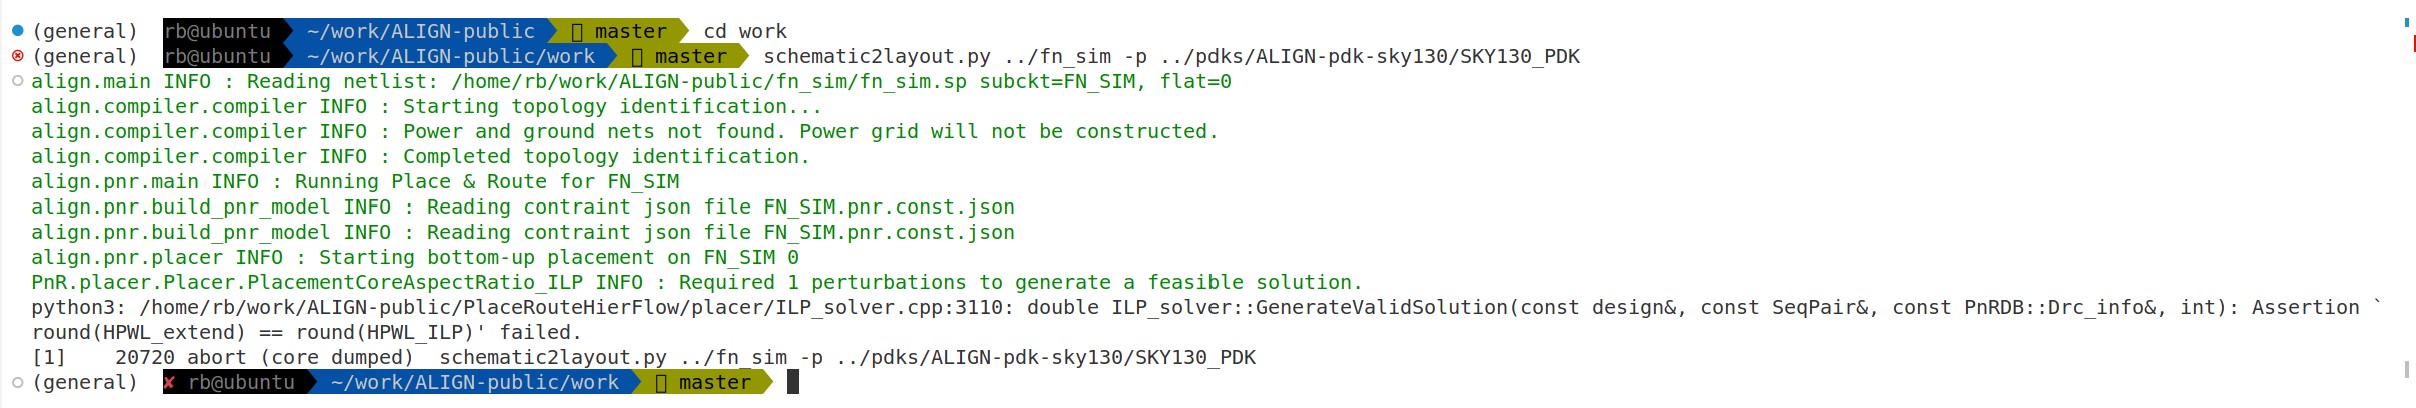 (general) rb@ubuntu ~/work/ALIGN-public master cd work
(general) rb@ubuntu ~/work/ALIGN-public/work master schematic2layout.py ../fn_sim -p ../pdks/ALIGN-pdk-sky130/SKY130_PDK
align.main INFO : Reading netlist: /home/rb/work/ALIGN-public/fn_sim/fn_sim.sp subckt=FN_SIM, flat=0
align.compiler.compiler INFO : Starting topology identification...
align.compiler.compiler INFO : Power and ground nets not found. Power grid will not be constructed.
align.compiler.compiler INFO : Completed topology identification.
align.pnr.main INFO : Running Place & Route for FN_SIM
align.pnr.build_pnr_model INFO : Reading contraint json file FN_SIM.pnr.const.json
align.pnr.build_pnr_model INFO : Reading contraint json file FN_SIM.pnr.const.json
align.pnr.placer INFO : Starting bottom-up placement on FN_SIM 0
PnR.placer.Placer.PlacementCoreAspectRatio_ILP INFO : Required 1 perturbations to generate a feasible solution.
python3: /home/rb/work/ALIGN-public/PlaceRouteHierFlow/placer/ILP_solver.cpp:3110: double ILP_solver::GenerateValidSolution(const design&, const SeqPair&, const PnRDB::Drc_info&, int): Assertion `
round(HPWL_extend) == round(HPWL_ILP)' failed.
[1]    20720 abort (core dumped)  schematic2layout.py ../fn_sim -p ../pdks/ALIGN-pdk-sky130/SKY130_PDK
(general) ✘ rb@ubuntu ~/work/ALIGN-public/work master